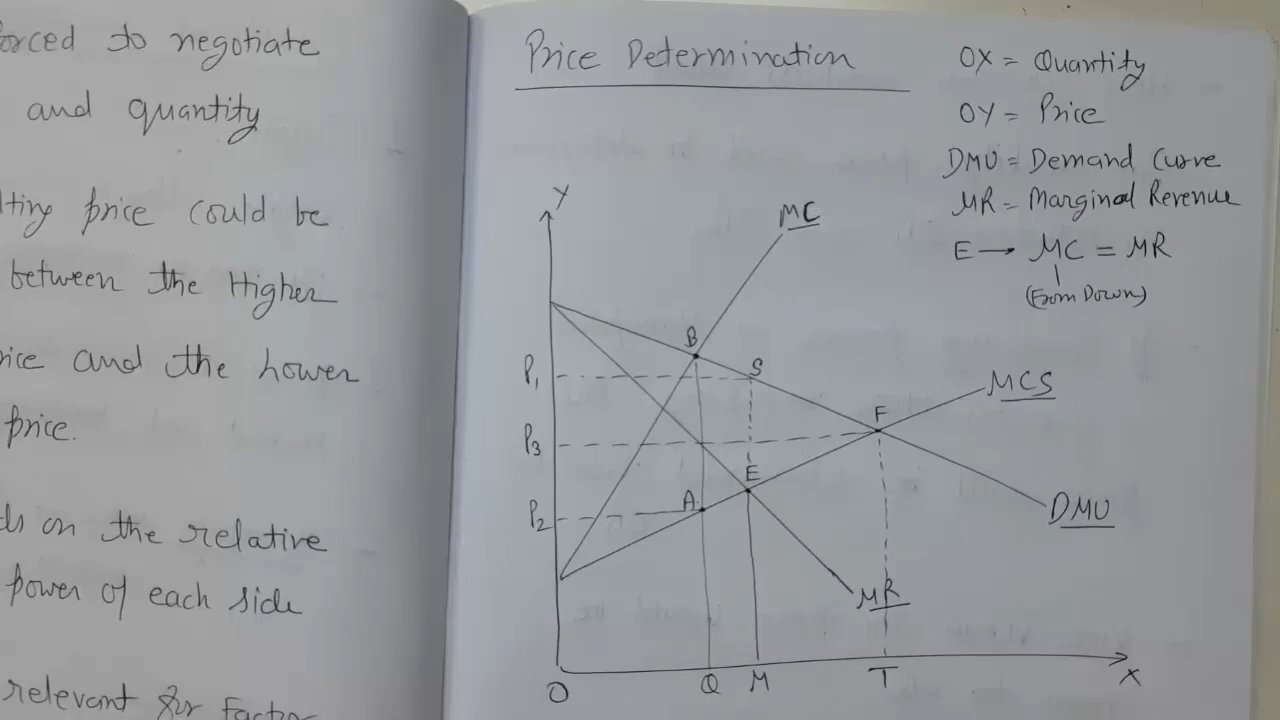 orced to negotiate
and quantity
lting price could be
between the Higher
rice and the Lower
price.
ds on the relative
power of each side
relevant for factor
Price Determination
OX = Quantity
OY = Price
DMU = Demand Curve
MR = Marginal Revenue
E → MC = MR
(From Down)
Y
MC
B
P1
S
MCS
F
P3
E
A
P2
DMU
MR
O
Q
M
T
X